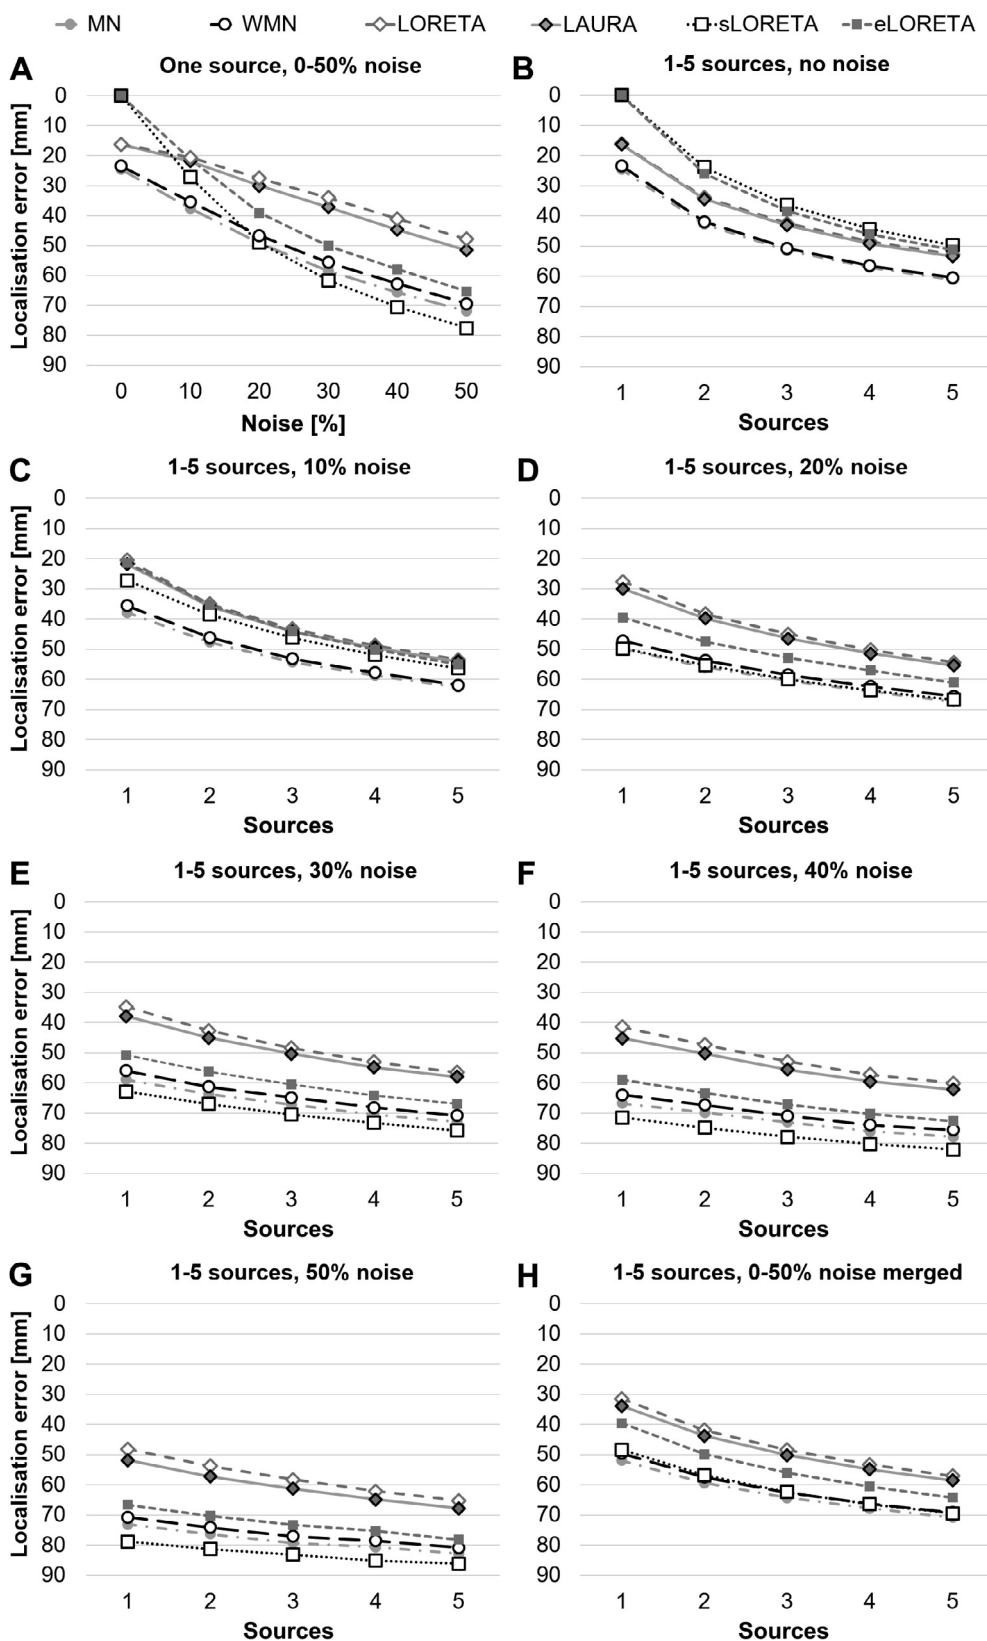 MN WMN LORETA LAURA sLORETA eLORETA
A One source, 0-50% noise
Localisation error [mm]
0
10
20
30
40
50
60
70
80
90
0 10 20 30 40 50
Noise [%]
B 1-5 sources, no noise
0
10
20
30
40
50
60
70
80
90
1 2 3 4 5
Sources
C 1-5 sources, 10% noise
Localisation error [mm]
0
10
20
30
40
50
60
70
80
90
1 2 3 4 5
Sources
D 1-5 sources, 20% noise
0
10
20
30
40
50
60
70
80
90
1 2 3 4 5
Sources
E 1-5 sources, 30% noise
Localisation error [mm]
0
10
20
30
40
50
60
70
80
90
1 2 3 4 5
Sources
F 1-5 sources, 40% noise
0
10
20
30
40
50
60
70
80
90
1 2 3 4 5
Sources
G 1-5 sources, 50% noise
Localisation error [mm]
0
10
20
30
40
50
60
70
80
90
1 2 3 4 5
Sources
H 1-5 sources, 0-50% noise merged
0
10
20
30
40
50
60
70
80
90
1 2 3 4 5
Sources